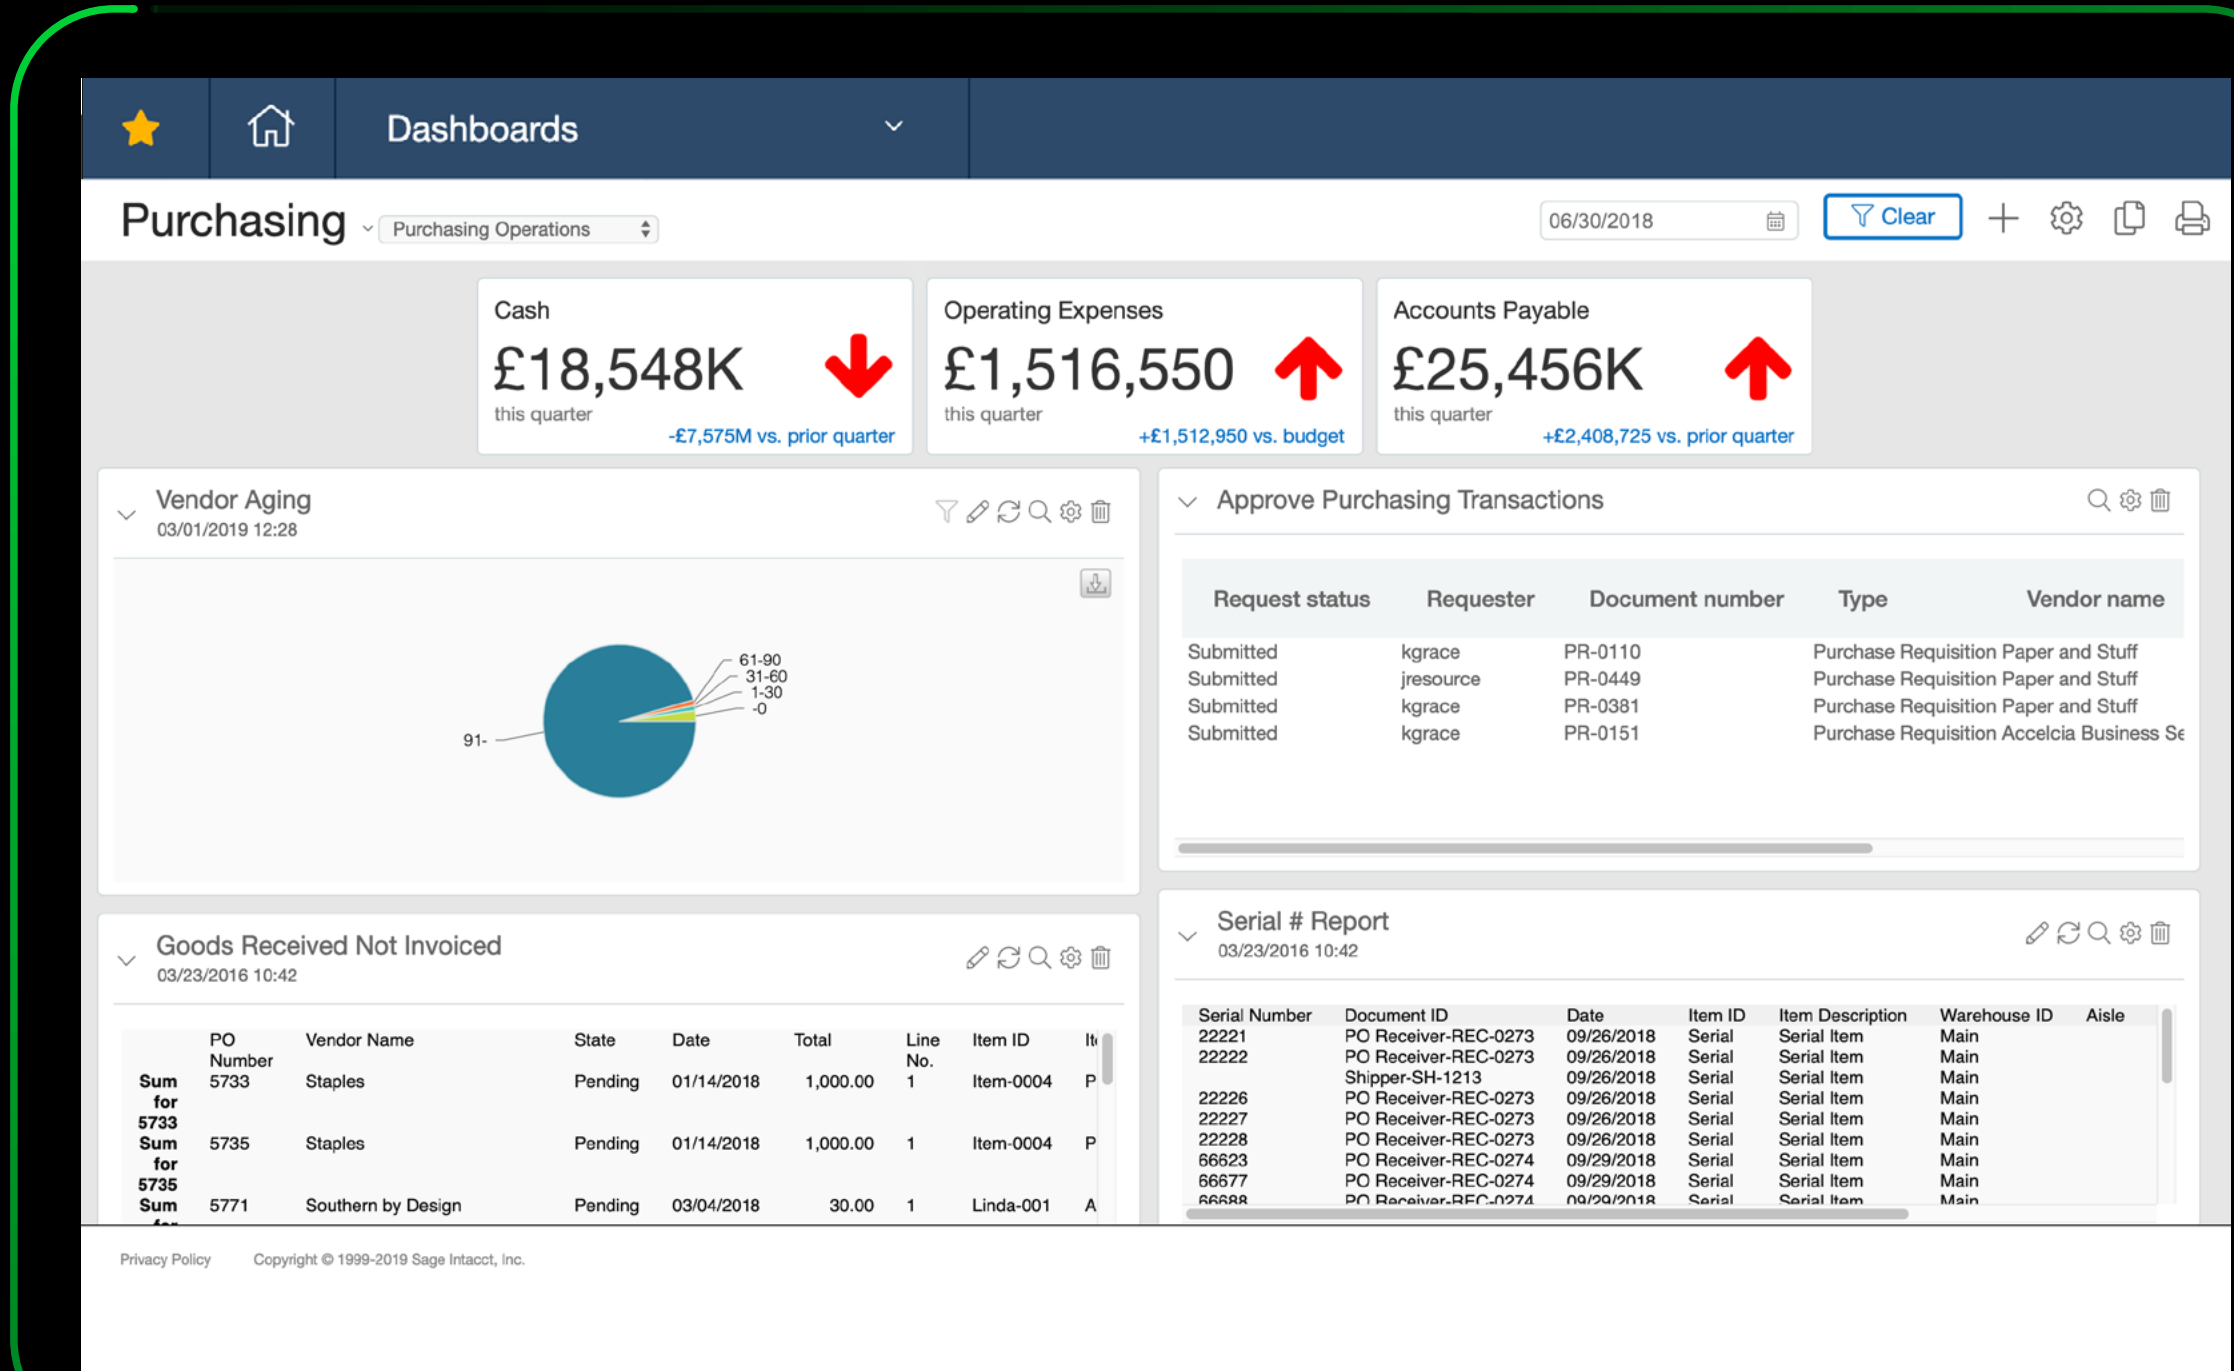 Dashboards
Purchasing
Purchasing Operations
06/30/2018
Clear
Cash
£18,548K
this quarter
-£7,575M vs. prior quarter
Operating Expenses
£1,516,550
this quarter
+£1,512,950 vs. budget
Accounts Payable
£25,456K
this quarter
+£2,408,725 vs. prior quarter
Vendor Aging
03/01/2019 12:28
61-90
31-60
1-30
-0
91-
Approve Purchasing Transactions
Request status Requester Document number Type Vendor name
Submitted kgrace PR-0110 Purchase Requisition Paper and Stuff
Submitted jresource PR-0449 Purchase Requisition Paper and Stuff
Submitted kgrace PR-0381 Purchase Requisition Paper and Stuff
Submitted kgrace PR-0151 Purchase Requisition Accelcia Business Se
Goods Received Not Invoiced
03/23/2016 10:42
PO Number Vendor Name State Date Total Line No. Item ID
Sum for 5733 5733 Staples Pending 01/14/2018 1,000.00 1 Item-0004 P
Sum for 5735 5735 Staples Pending 01/14/2018 1,000.00 1 Item-0004 P
Sum for 5771 Southern by Design Pending 03/04/2018 30.00 1 Linda-001 A
Serial # Report
03/23/2016 10:42
Serial Number Document ID Date Item ID Item Description Warehouse ID Aisle
22221 PO Receiver-REC-0273 09/26/2018 Serial Serial Item Main
22222 PO Receiver-REC-0273 09/26/2018 Serial Serial Item Main
Shipper-SH-1213 09/26/2018 Serial Serial Item Main
22226 PO Receiver-REC-0273 09/26/2018 Serial Serial Item Main
22227 PO Receiver-REC-0273 09/26/2018 Serial Serial Item Main
22228 PO Receiver-REC-0273 09/26/2018 Serial Serial Item Main
66623 PO Receiver-REC-0274 09/29/2018 Serial Serial Item Main
66677 PO Receiver-REC-0274 09/29/2018 Serial Serial Item Main
66688 PO Receiver-REC-0274 09/29/2018 Serial Serial Item Main
Privacy Policy Copyright © 1999-2019 Sage Intacct, Inc.